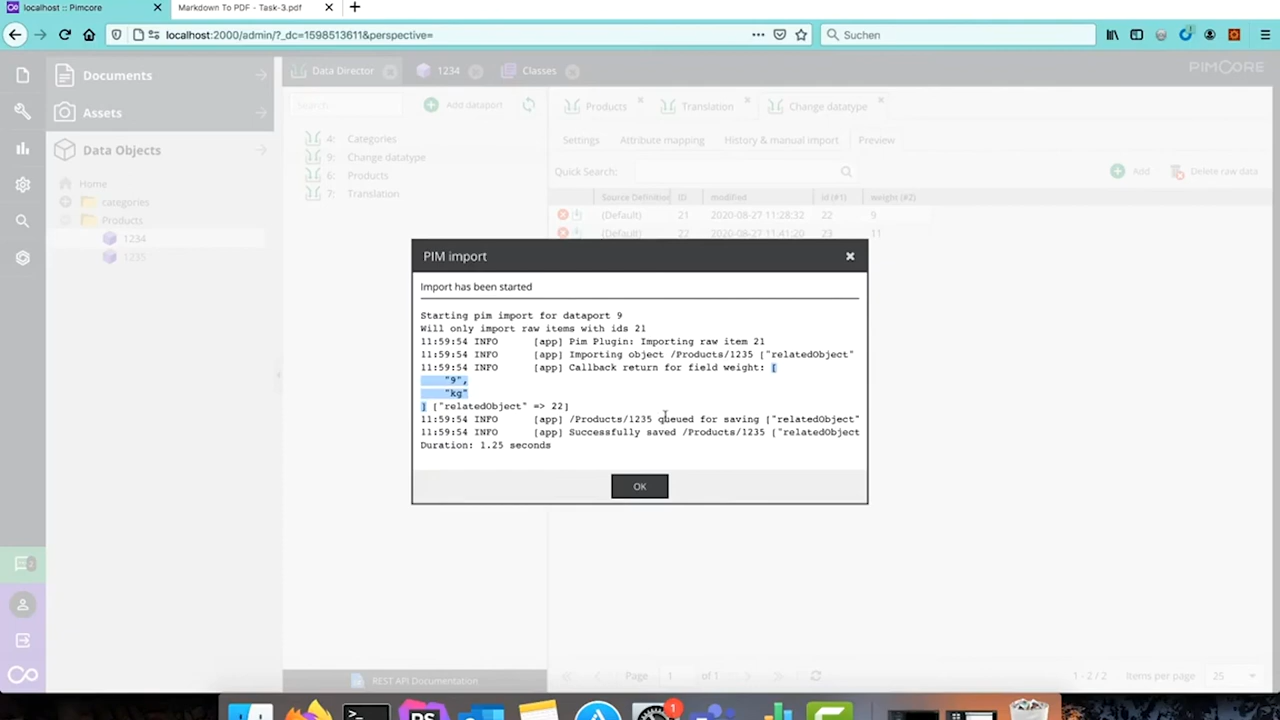 localhost :: Pimcore
Markdown To PDF - Task-3.pdf
localhost:2000/admin/?_dc=1598513611&perspective=
Suchen
Documents
Assets
Data Objects
Home
categories
Products
1234
1235
Data Director
1234
Classes
PIMCORE
Search
Add dataport
4: Categories
9: Change datatype
6: Products
7: Translation
REST API Documentation
Products
Translation
Change datatype
Settings
Attribute mapping
History & manual import
Preview
Quick Search:
Add
Delete raw data
Source Definition ID modified id (#1) weight (#2)
(Default) 21 2020-08-27 11:28:32 22 9
(Default) 22 2020-08-27 11:41:20 23 11
PIM import
Import has been started
Starting pim import for dataport 9
Will only import raw items with ids 21
11:59:54 INFO [app] Pim Plugin: Importing raw item 21
11:59:54 INFO [app] Importing object /Products/1235 ["relatedObject"
11:59:54 INFO [app] Callback return for field weight: [
"9",
"kg"
] ["relatedObject" => 22]
11:59:54 INFO [app] /Products/1235 queued for saving ["relatedObject"
11:59:54 INFO [app] Successfully saved /Products/1235 ["relatedObject
Duration: 1.25 seconds
OK
Page 1 of 1
1 - 2 / 2 Items per page 25
PS
1